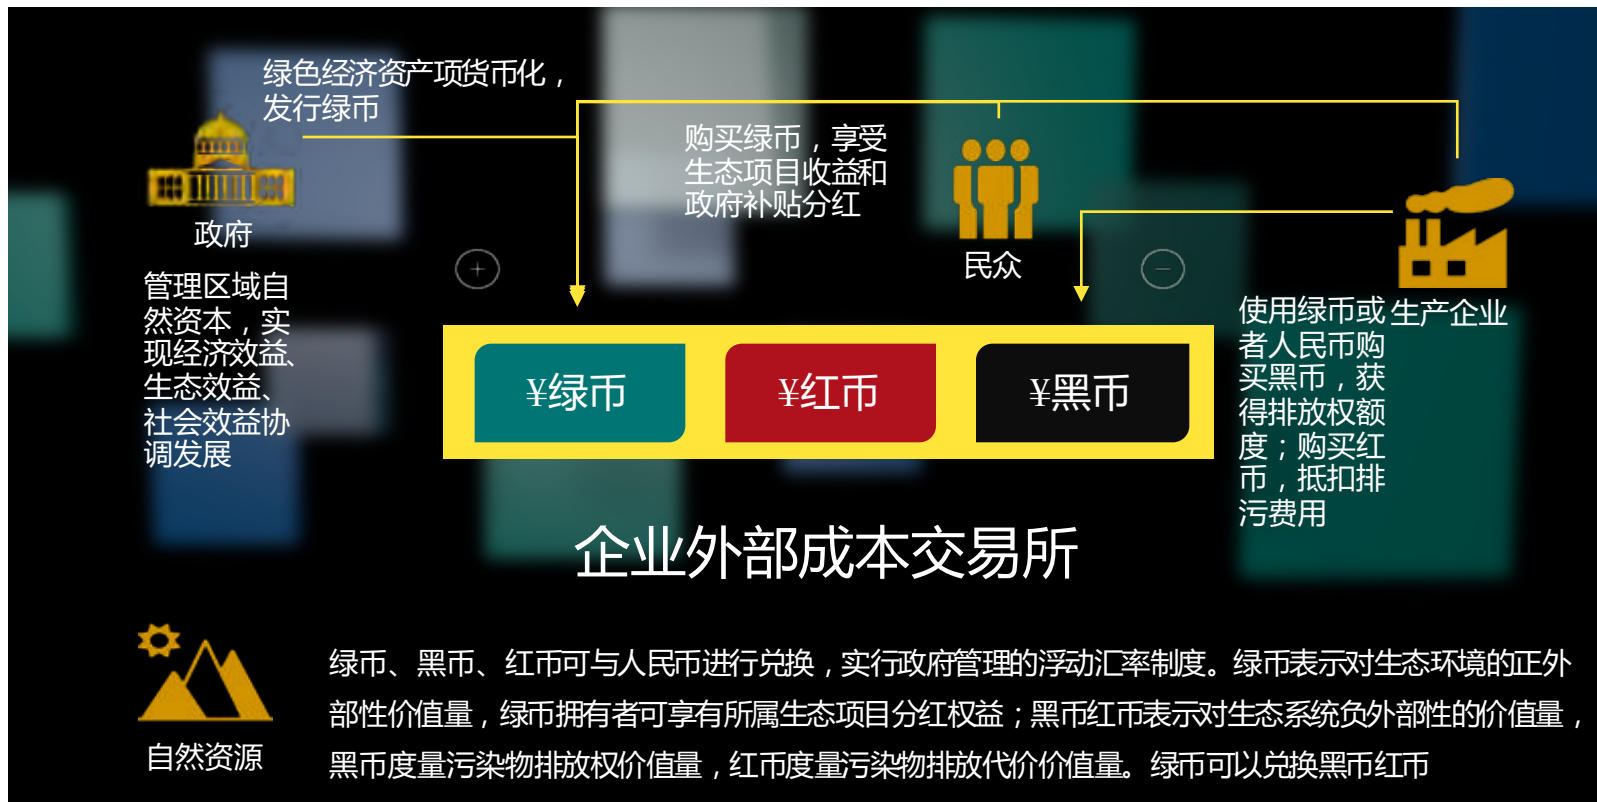 绿色经济资产项货币化，
发行绿币
政府
管理区域自
然资本，实
现经济效益、
生态效益、
社会效益协
调发展
购买绿币，享受
生态项目收益和
政府补贴分红
民众
生产企业
使用绿币或
者人民币购
买黑币，获
得排放权额
度；购买红
币，抵扣排
污费用
¥绿币
¥红币
¥黑币
企业外部成本交易所
自然资源
绿币、黑币、红币可与人民币进行兑换，实行政府管理的浮动汇率制度。绿币表示对生态环境的正外
部性价值量，绿币拥有者可享有所属生态项目分红权益；黑币红币表示对生态系统负外部性的价值量，
黑币度量污染物排放权价值量，红币度量污染物排放代价价值量。绿币可以兑换黑币红币